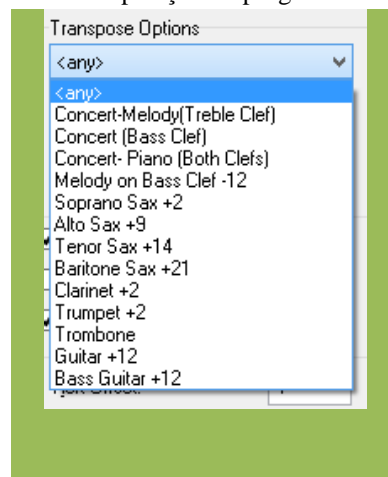 Transpose Options
<any>
<any>
Concert-Melody(Treble Clef)
Concert (Bass Clef)
Concert- Piano (Both Clefs)
Melody on Bass Clef -12
Soprano Sax +2
Alto Sax +9
Tenor Sax +14
Baritone Sax +21
Clarinet +2
Trumpet +2
Trombone
Guitar +12
Bass Guitar +12